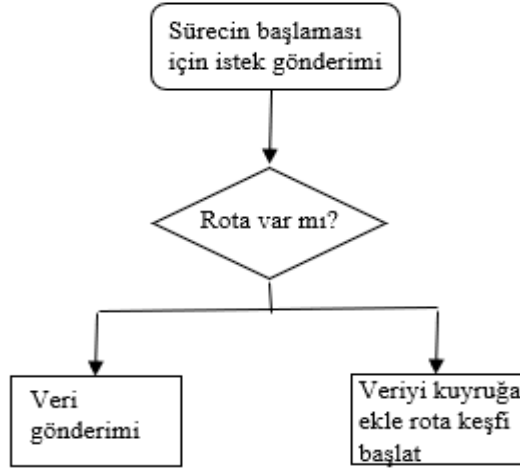 Sürecin başlaması
için istek gönderimi
Rota var mı?
Veri
gönderimi
Veriyi kuyruğa
ekle rota keşfi
başlat